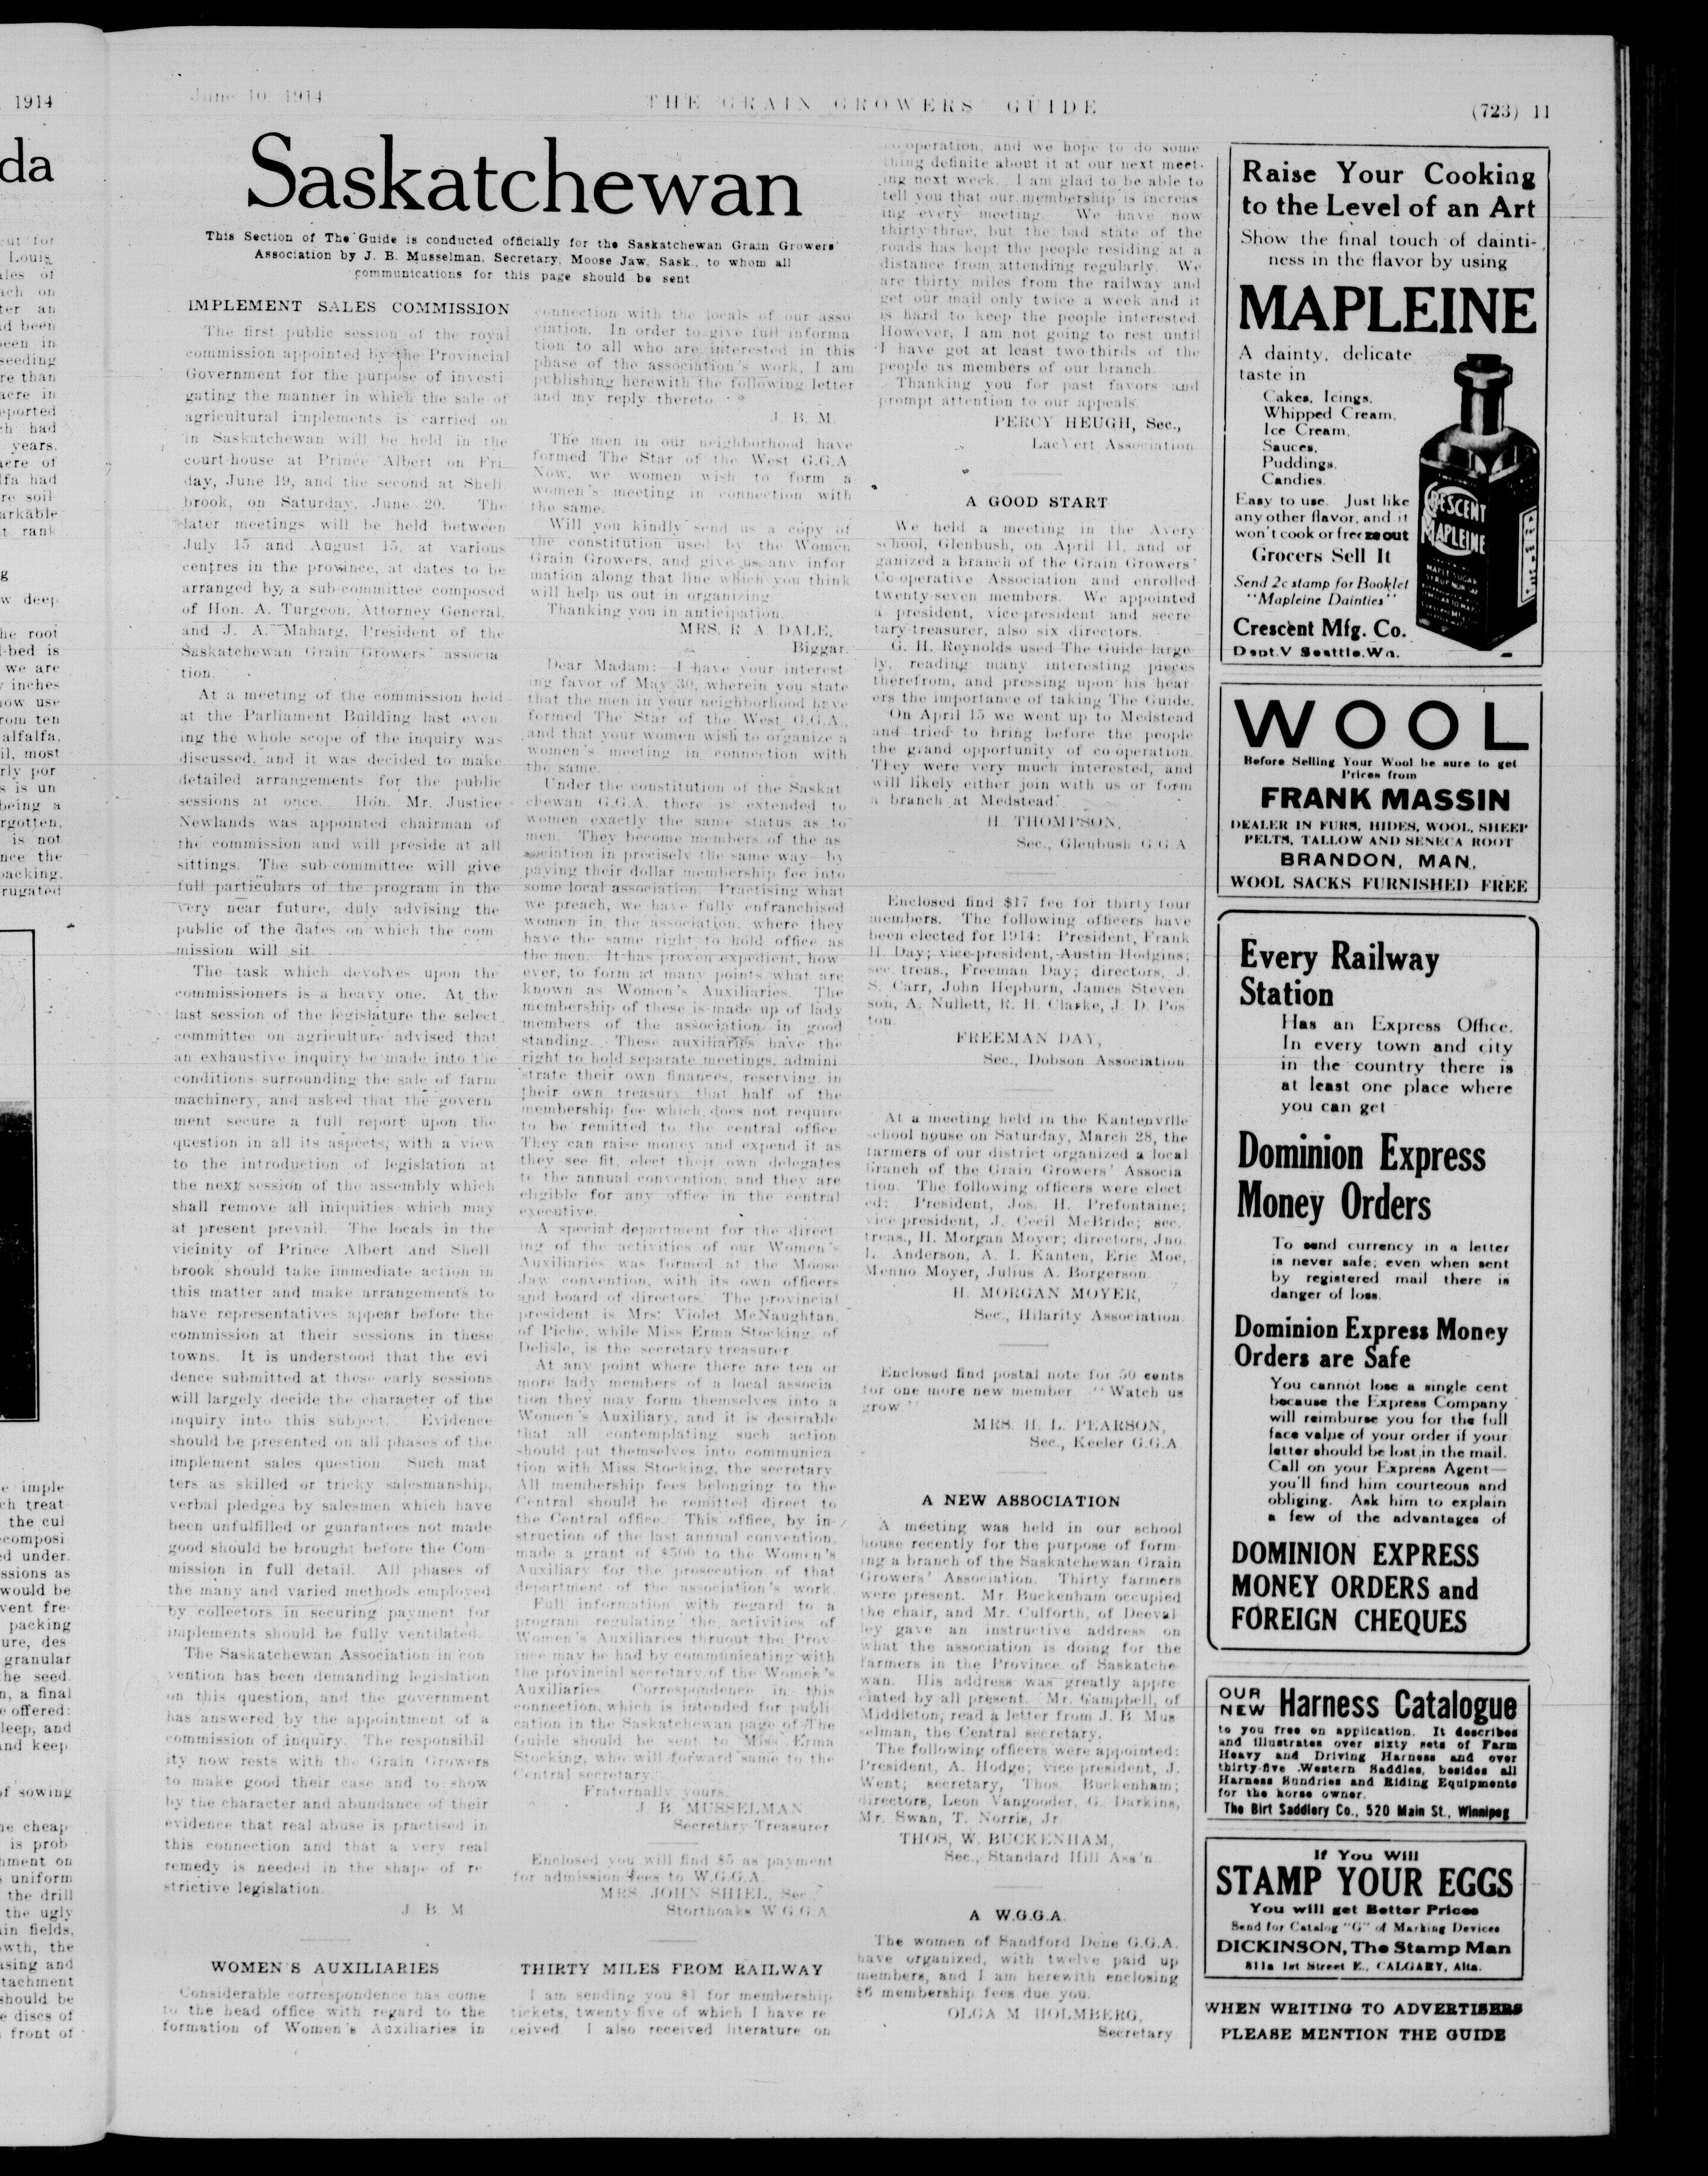 June 10, 1914
THE GRAIN GROWERS' GUIDE
(723) 11
Saskatchewan
This Section of The Guide is conducted officially for the Saskatchewan Grain Growers'
Association by J. B. Musselman, Secretary, Moose Jaw, Sask., to whom all
communications for this page should be sent
IMPLEMENT SALES COMMISSION
The first public session of the royal
commission appointed by the Provincial
Government for the purpose of investi
gating the manner in which the sale of
agricultural implements is carried on
in Saskatchewan will be held in the
court-house at Prince Albert on Fri
day, June 19, and the second at Shell
brook, on Saturday, June 20. The
later meetings will be held between
July 15 and August 15, at various
centres in the province, at dates to be
arranged by a sub-committee composed
of Hon. A. Turgeon, Attorney General,
and J. A. Maharg, President of the
Saskatchewan Grain Growers' associa
tion.
At a meeting of the commission held
at the Parliament Building last even
ing the whole scope of the inquiry was
discussed, and it was decided to make
detailed arrangements for the public
sessions at once. Hon. Mr. Justice
Newlands was appointed chairman of
the commission and will preside at all
sittings. The sub-committee will give
full particulars of the program in the
very near future, duly advising the
public of the dates on which the com
mission will sit.
The task which devolves upon the
commissioners is a heavy one. At the
last session of the legislature the select
committee on agriculture advised that
an exhaustive inquiry be made into the
conditions surrounding the sale of farm
machinery, and asked that the govern
ment secure a full report upon the
question in all its aspects, with a view
to the introduction of legislation at
the next session of the assembly which
shall remove all iniquities which may
at present prevail. The locals in the
vicinity of Prince Albert and Shell
brook should take immediate action in
this matter and make arrangements to
have representatives appear before the
commission at their sessions in these
towns. It is understood that the evi
dence submitted at these early sessions
will largely decide the character of the
inquiry into this subject. Evidence
should be presented on all phases of the
implement sales question. Such mat
ters as skilled or tricky salesmanship,
verbal pledges by salesmen which have
been unfulfilled or guarantees not made
good should be brought before the Com-
mission in full detail. All phases of
the many and varied methods employed
by collectors in securing payment for
implements should be fully ventilated.
The Saskatchewan Association in con
vention has been demanding legislation
on this question, and the government
has answered by the appointment of a
commission of inquiry. The responsibil-
ity now rests with the Grain Growers
to make good their case and to show
by the character and abundance of their
evidence that real abuse is practised in
this connection and that a very real
remedy is needed in the shape of re
strictive legislation.
J. B. M.
WOMEN'S AUXILIARIES
Considerable correspondence has come
to the head office with regard to the
formation of Women's Auxiliaries in
connection with the locals of our asso
ciation. In order to give full informa
tion to all who are interested in this
phase of the association's work, I am
publishing herewith the following letter
and my reply thereto.
J. B. M.
The men in our neighborhood have
formed The Star of the West G.G.A.
Now, we women wish to form a
women's meeting in connection with
the same.
Will you kindly send us a copy of
the constitution used by the Women
Grain Growers, and give us any infor
mation along that line which you think
will help us out in organizing.
Thanking you in anticipation.
MRS. R. A. DALE,
Biggar.
Dear Madam: I have your interest
ing favor of May 30, wherein you state
that the men in your neighborhood have
formed The Star of the West G.G.A.,
and that your women wish to organize a
women's meeting in connection with
the same.
Under the constitution of the Saskat
chewan G.G.A. there is extended to
women exactly the same status as to
men. They become members of the as
sociation in precisely the same way—by
paying their dollar membership fee into
some local association. Practising what
we preach, we have fully enfranchised
women in the association, where they
have the same right to hold office as
the men. It has proven expedient, how
ever, to form at many points what are
known as Women's Auxiliaries. The
membership of these is made up of lady
members of the association in good
standing. These auxiliaries have the
right to hold separate meetings, admini
strate their own finances, reserving in
their own treasury that half of the
membership fee which does not require
to be remitted to the central office.
They can raise money and expend it as
they see fit, elect their own delegates
to the annual convention, and they are
eligible for any office in the central
executive.
A special department for the direct
ing of the activities of our Women's
Auxiliaries was formed at the Moose
Jaw convention, with its own officers
and board of directors. The provincial
president is Mrs. Violet McNaughtan,
of Piche, while Miss Erma Stocking, of
Delisle, is the secretary treasurer.
At any point where there are ten or
more lady members of a local associa
tion they may form themselves into a
Women's Auxiliary, and it is desirable
that all contemplating such action
should put themselves into communica
tion with Miss Stocking, the secretary.
All membership fees belonging to the
Central should be remitted direct to
the Central office. This office, by in-
struction of the last annual convention,
made a grant of $500 to the Women's
Auxiliary for the prosecution of that
department of the association's work.
Full information with regard to a
program regulating the activities of
Women's Auxiliaries thruout the Prov
ince may be had by communicating with
the provincial secretary of the Women's
Auxiliaries. Correspondence in this
connection, which is intended for publi
cation in the Saskatchewan page of The
Guide should be sent to Miss Erma
Stocking, who will forward same to the
Central secretary.
Fraternally yours,
J. B. MUSSELMAN,
Secretary Treasurer
Enclosed you will find $5 as payment
for admission fees to W.G.G.A.
MRS. JOHN SHIEL, Sec.,
Storthoaks W.G.G.A.
THIRTY MILES FROM RAILWAY
I am sending you $1 for membership
tickets, twenty-five of which I have re
ceived. I also received literature on
co-operation, and we hope to do some
thing definite about it at our next meet-
ing next week. I am glad to be able to
tell you that our membership is increas
ing every meeting. We have now
thirty-three, but the bad state of the
roads has kept the people residing at a
distance from attending regularly. We
are thirty miles from the railway and
get our mail only twice a week and it
is hard to keep the people interested.
However, I am not going to rest until
I have got at least two-thirds of the
people as members of our branch.
Thanking you for past favors and
prompt attention to our appeals.
PERCY HEUGH, Sec.,
LacVert Association.
A GOOD START
We held a meeting in the Avery
school, Glenbush, on April 11, and or
ganized a branch of the Grain Growers'
Co-operative Association and enrolled
twenty-seven members. We appointed
a president, vice-president and secre
tary-treasurer, also six directors.
G. H. Reynolds used The Guide large
ly, reading many interesting pieces
therefrom, and pressing upon his hear
ers the importance of taking The Guide.
On April 15 we went up to Medstead
and tried to bring before the people
the grand opportunity of co-operation.
They were very much interested, and
will likely either join with us or form
a branch at Medstead.
H. THOMPSON,
Sec., Glenbush G.G.A.
Enclosed find $17 fee for thirty four
members. The following officers have
been elected for 1914: President, Frank
H. Day; vice-president, Austin Hodgins;
sec. treas., Freeman Day; directors, J.
S. Carr, John Hepburn, James Steven
son, A. Nullett, R. H. Clarke, J. D. Pos
ton.
FREEMAN DAY,
Sec., Dobson Association
At a meeting held in the Kantenville
school house on Saturday, March 28, the
farmers of our district organized a local
branch of the Grain Growers' Associa
tion. The following officers were elect
ed: President, Jos. H. Prefontaine;
vice president, J. Cecil McBride; sec.
treas., H. Morgan Moyer; directors, Jno.
L. Anderson, A. I. Kanten, Eric Moe,
Menno Moyer, Julius A. Borgerson.
H. MORGAN MOYER,
Sec., Hilarity Association.
Enclosed find postal note for 50 cents
for one more new member. "Watch us
grow."
MRS. H. L. PEARSON,
Sec., Keeler G.G.A.
A NEW ASSOCIATION
A meeting was held in our school
house recently for the purpose of form
ing a branch of the Saskatchewan Grain
Growers' Association. Thirty farmers
were present. Mr. Buckenham occupied
the chair, and Mr. Culforth, of Deeval
ley gave an instructive address on
what the association is doing for the
farmers in the Province of Saskatche
wan. His address was greatly appre
ciated by all present. Mr. Campbell, of
Middleton, read a letter from J. B. Mus
selman, the Central secretary.
The following officers were appointed:
President, A. Hodge; vice president, J.
Went; secretary, Thos. Buckenham;
directors, Leon Vangooder, G. Darkins,
Mr. Swan, T. Norris, Jr.
THOS. W. BUCKENHAM,
Sec., Standard Hill Ass'n.
A W.G.G.A.
The women of Sandford Dene G.G.A.
have organized, with twelve paid up
members, and I am herewith enclosing
$6 membership fees due you.
OLGA M. HOLMBERG,
Secretary.
Raise Your Cooking
to the Level of an Art
Show the final touch of dainti-
ness in the flavor by using
MAPLEINE
A dainty, delicate
taste in
Cakes, Icings,
Whipped Cream,
Ice Cream,
Sauces,
Puddings,
Candies.
Easy to use. Just like
any other flavor, and it
won't cook or freeze out
Grocers Sell It
Send 2c stamp for Booklet
"Mapleine Dainties"
Crescent Mfg. Co.
Dept. V Seattle, Wn.
CRESCENT
MAPLEINE
WOOL
Before Selling Your Wool be sure to get
Prices from
FRANK MASSIN
DEALER IN FURS, HIDES, WOOL, SHEEP
PELTS, TALLOW AND SENECA ROOT
BRANDON, MAN.
WOOL SACKS FURNISHED FREE
Every Railway
Station
Has an Express Office.
In every town and city
in the country there is
at least one place where
you can get
Dominion Express
Money Orders
To send currency in a letter
is never safe; even when sent
by registered mail there is
danger of loss.
Dominion Express Money
Orders are Safe
You cannot lose a single cent
because the Express Company
will reimburse you for the full
face value of your order if your
letter should be lost in the mail.
Call on your Express Agent—
you'll find him courteous and
obliging. Ask him to explain
a few of the advantages of
DOMINION EXPRESS
MONEY ORDERS and
FOREIGN CHEQUES
OUR NEW Harness Catalogue
to you free on application. It describes
and illustrates over sixty sets of Farm
Heavy and Driving Harness and over
thirty-five Western Saddles, besides all
Harness Sundries and Riding Equipments
for the horse owner.
The Birt Saddlery Co., 520 Main St., Winnipeg
If You Will
STAMP YOUR EGGS
You will get Better Prices
Send for Catalog "G" of Marking Devices
DICKINSON, The Stamp Man
811a 1st Street E., CALGARY, Alta.
WHEN WRITING TO ADVERTISERS
PLEASE MENTION THE GUIDE